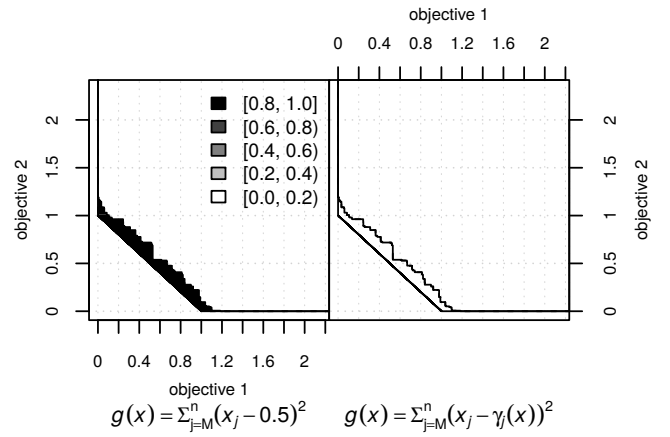 objective 1
0 0.4 0.8 1.2 1.6 2
objective 2
0 0.5 1 1.5 2
[0.8, 1.0]
[0.6, 0.8)
[0.4, 0.6)
[0.2, 0.4)
[0.0, 0.2)
0 0.5 1 1.5 2
objective 2
0 0.4 0.8 1.2 1.6 2
objective 1
g(x) = Σⁿⱼ₌M(xⱼ − 0.5)² g(x) = Σⁿⱼ₌M(xⱼ − γⱼ(x))²